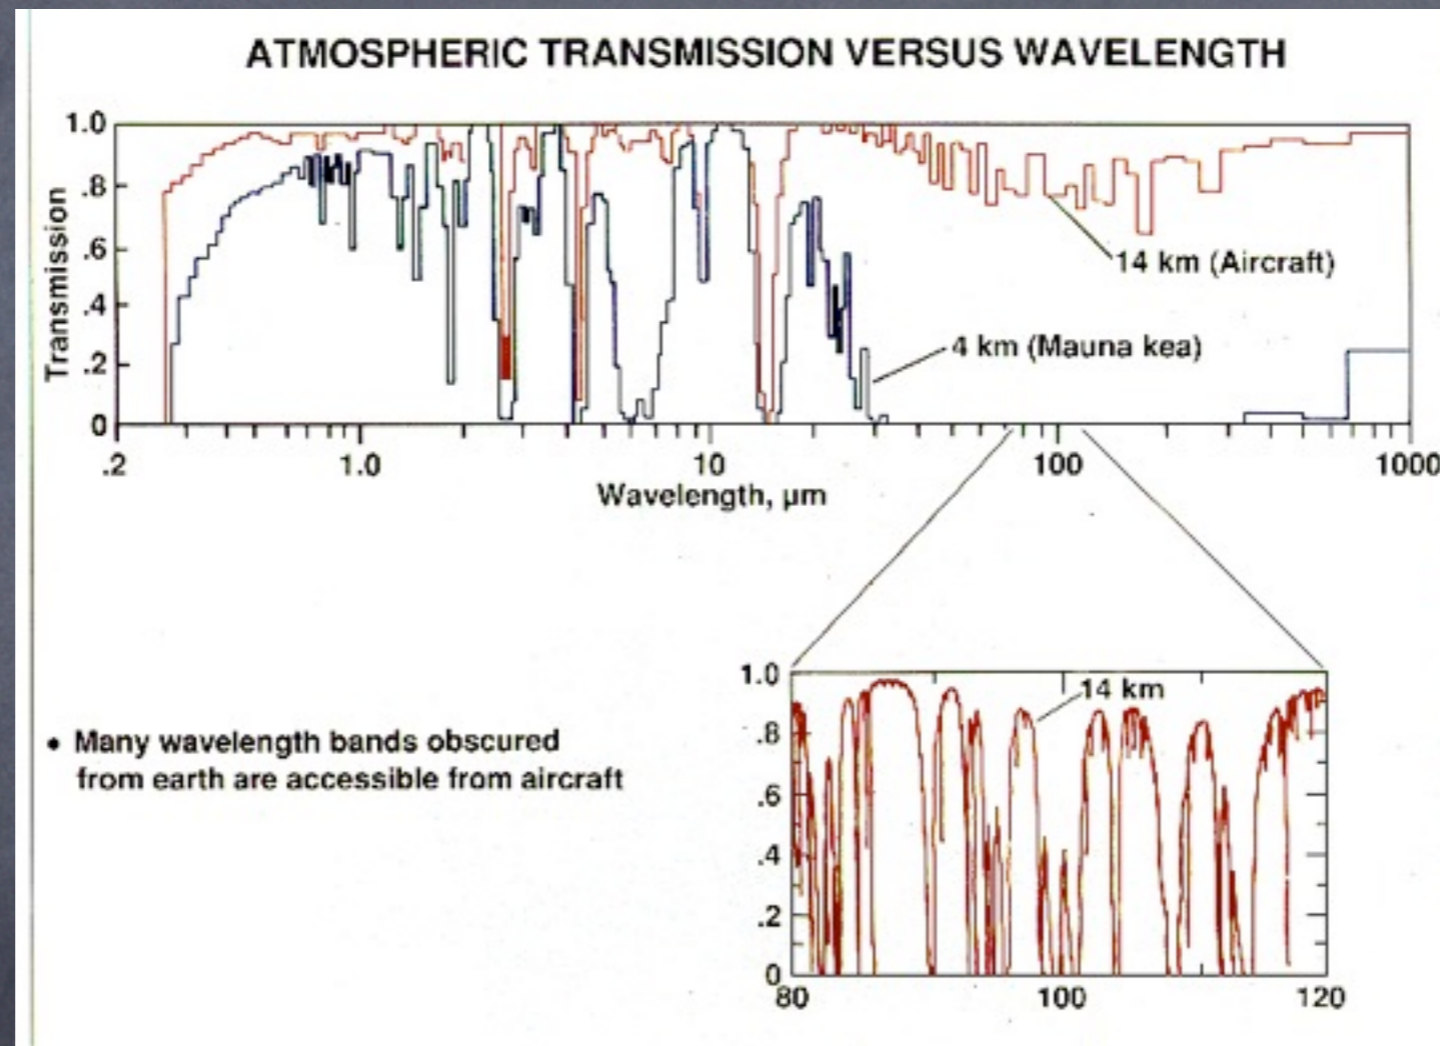 ATMOSPHERIC TRANSMISSION VERSUS WAVELENGTH
1.0
.8
.6
.4
.2
0
Transmission
14 km (Aircraft)
4 km (Mauna kea)
.2 1.0 10 100 1000
Wavelength, µm
1.0
.8
.6
.4
.2
0
14 km
80 100 120
• Many wavelength bands obscured
from earth are accessible from aircraft